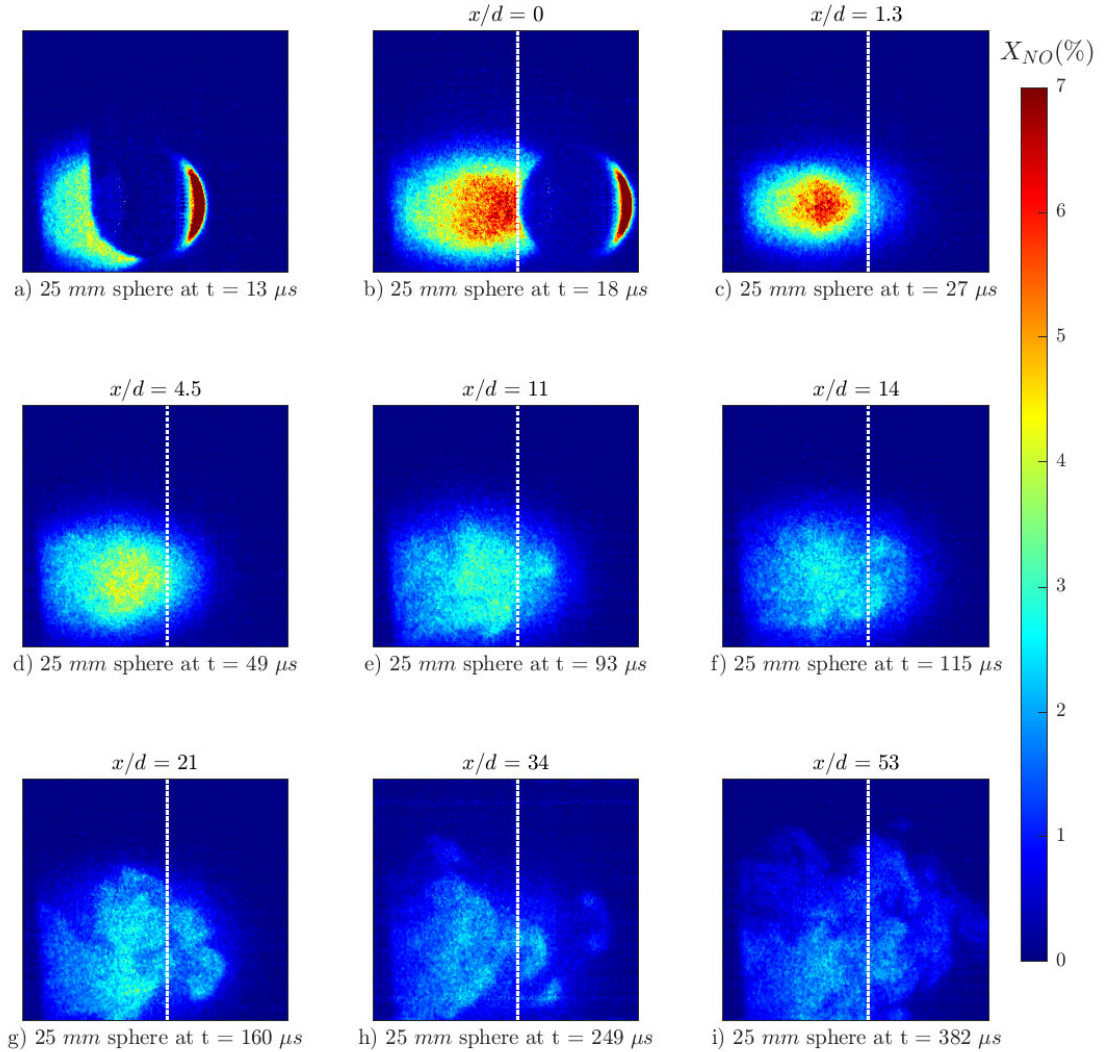 x/d = 0
x/d = 1.3
X_{NO}(%)
a) 25 mm sphere at t = 13 μs
b) 25 mm sphere at t = 18 μs
c) 25 mm sphere at t = 27 μs
x/d = 4.5
x/d = 11
x/d = 14
d) 25 mm sphere at t = 49 μs
e) 25 mm sphere at t = 93 μs
f) 25 mm sphere at t = 115 μs
x/d = 21
x/d = 34
x/d = 53
g) 25 mm sphere at t = 160 μs
h) 25 mm sphere at t = 249 μs
i) 25 mm sphere at t = 382 μs
7
6
5
4
3
2
1
0